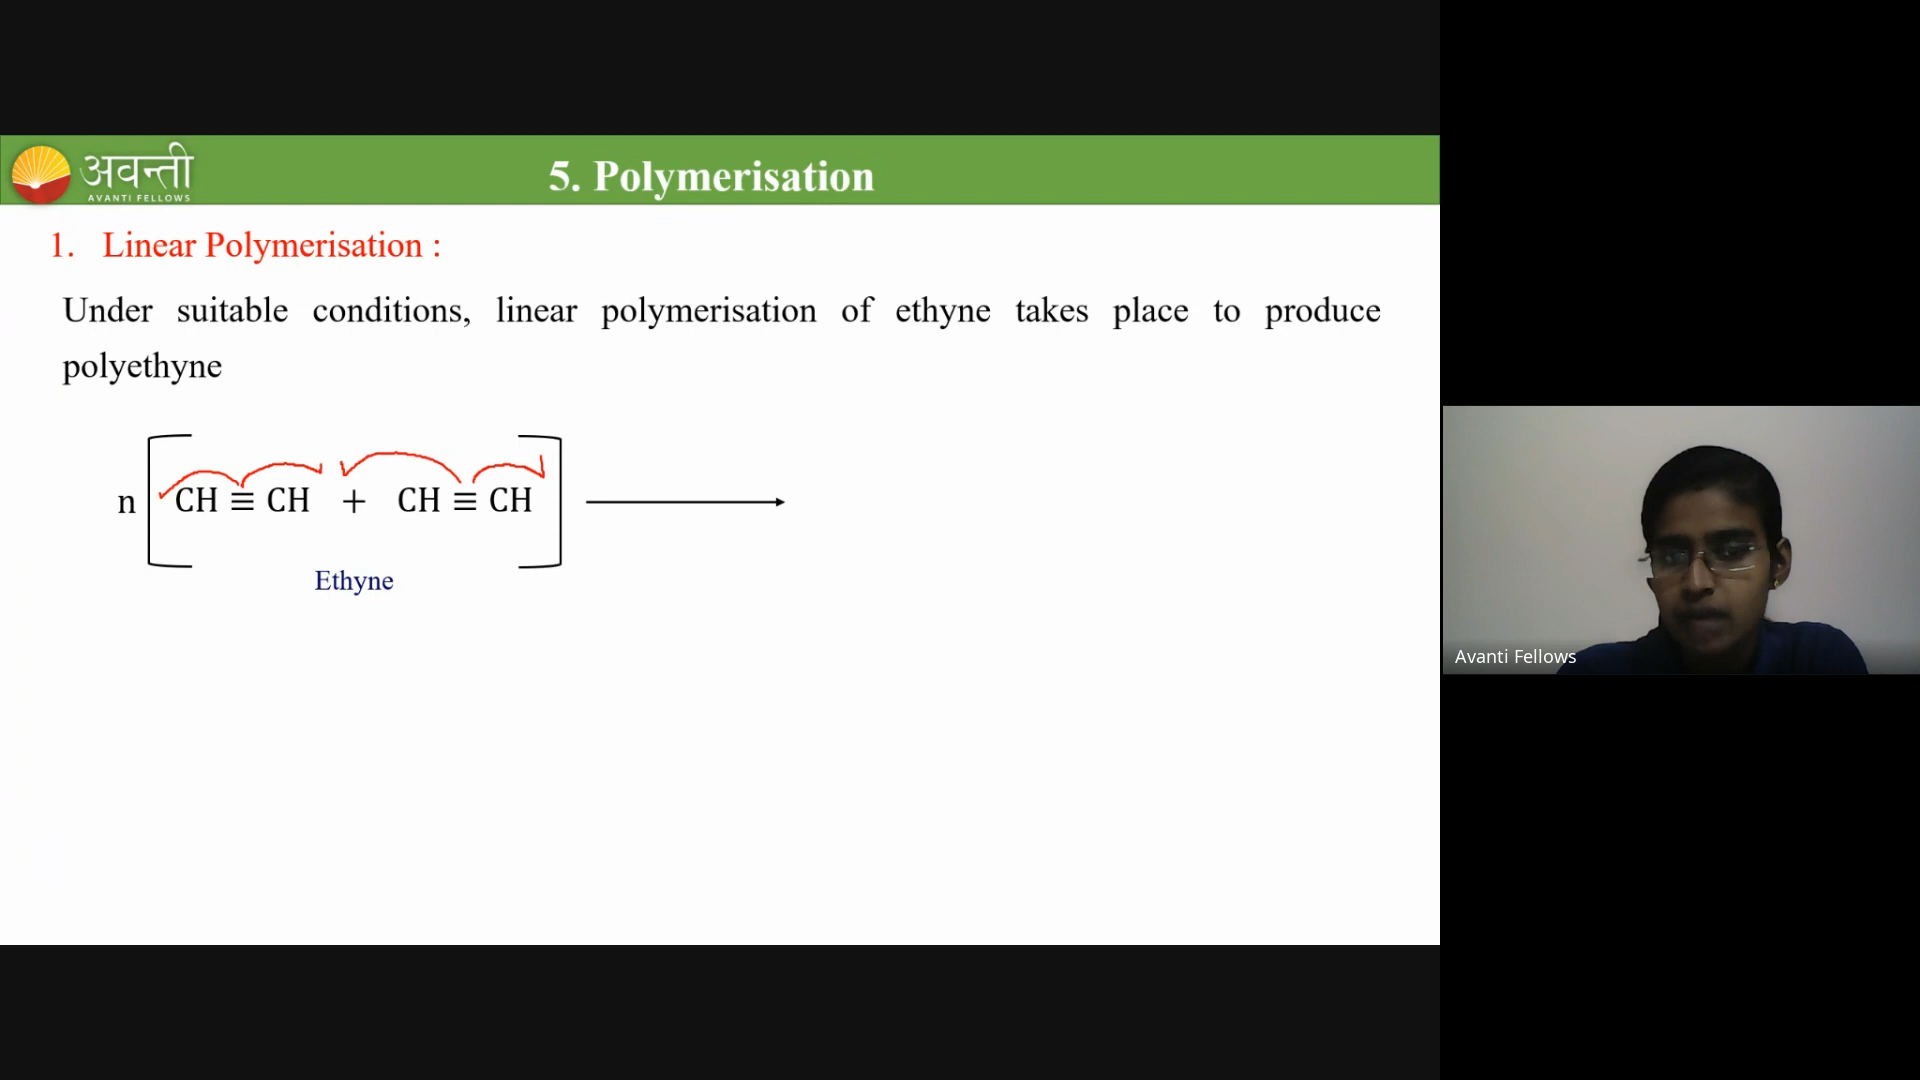 अवन्ती
AVANTI FELLOWS
5. Polymerisation
1. Linear Polymerisation :
Under suitable conditions, linear polymerisation of ethyne takes place to produce
polyethyne
n [ CH ≡ CH + CH ≡ CH ]
Ethyne
Avanti Fellows